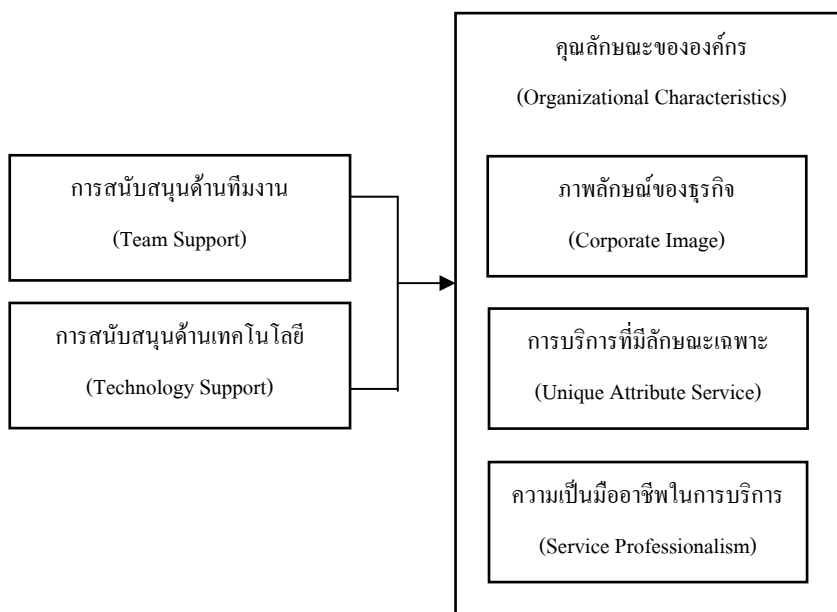 การสนับสนุนด้านทีมงาน
(Team Support)
การสนับสนุนด้านเทคโนโลยี
(Technology Support)
คุณลักษณะขององค์กร
(Organizational Characteristics)
ภาพลักษณ์ของธุรกิจ
(Corporate Image)
การบริการที่มีลักษณะเฉพาะ
(Unique Attribute Service)
ความเป็นมืออาชีพในการบริการ
(Service Professionalism)